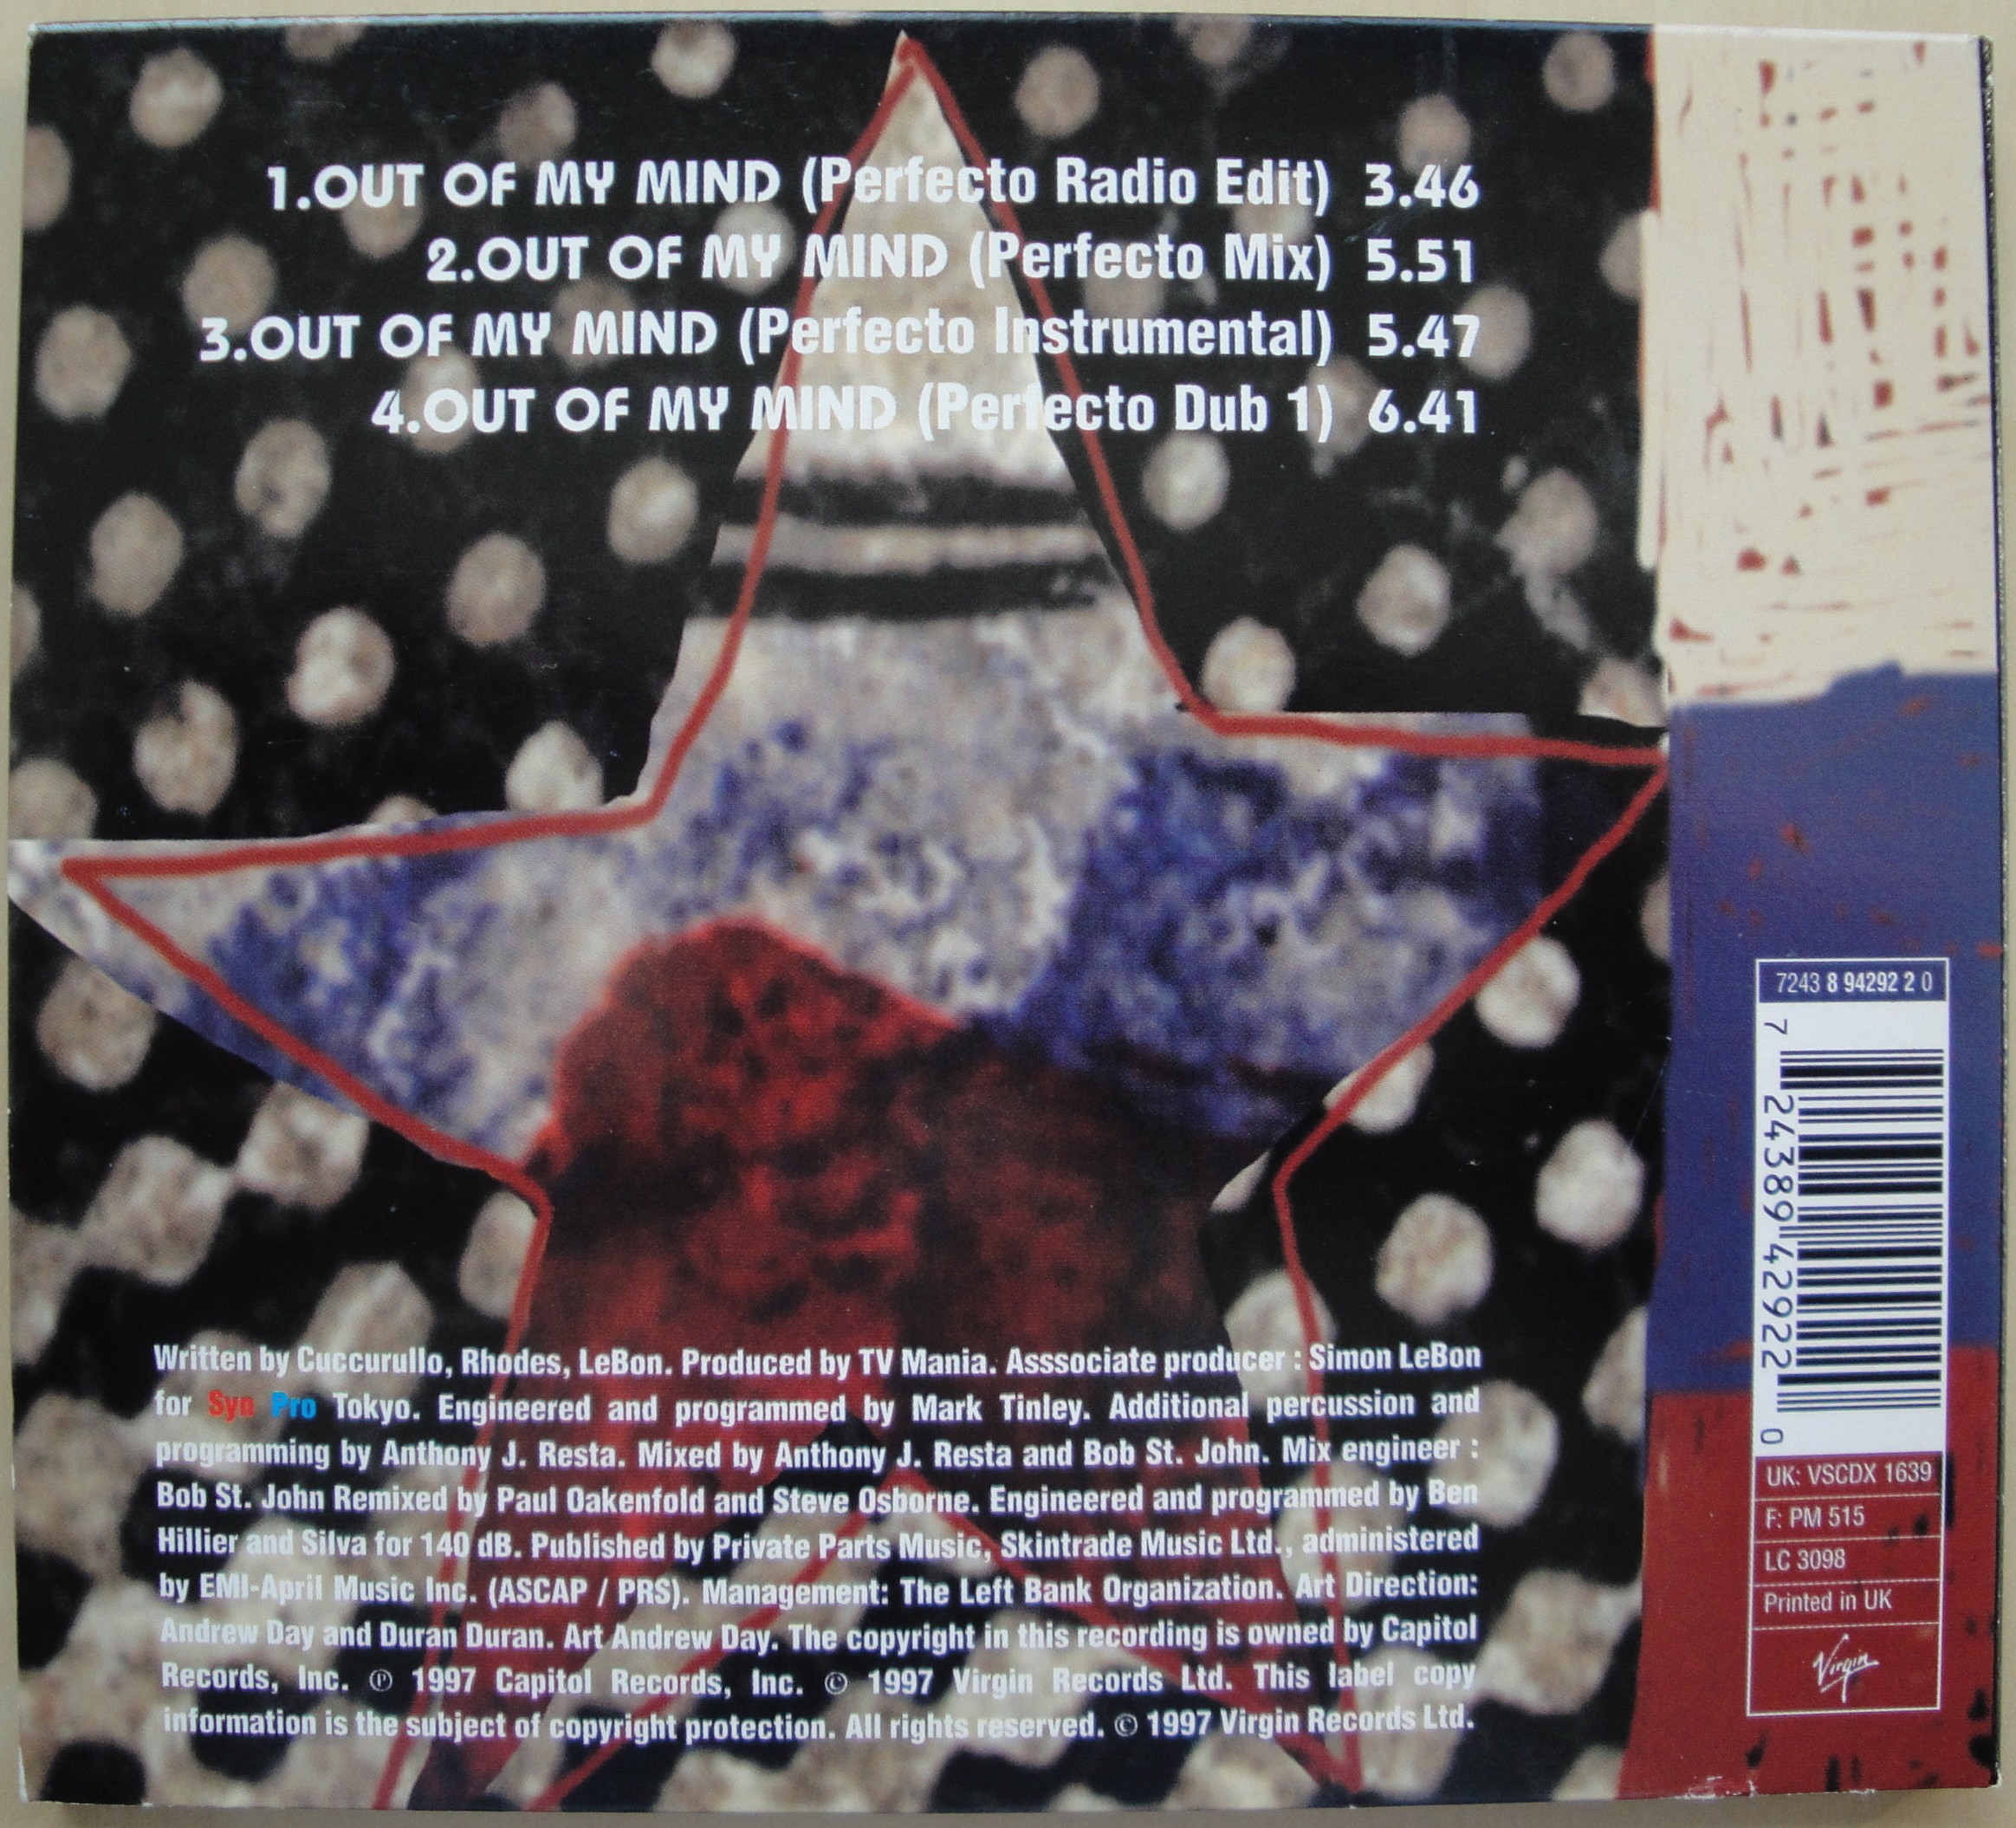 1.OUT OF MY MIND (Perfecto Radio Edit) 3.46
2.OUT OF MY MIND (Perfecto Mix) 5.51
3.OUT OF MY MIND (Perfecto Instrumental) 5.47
4.OUT OF MY MIND (Perfecto Dub 1) 6.41
Written by Cuccurullo, Rhodes, LeBon. Produced by TV Mania. Asssociate producer : Simon LeBon
for Syn Pro Tokyo. Engineered and programmed by Mark Tinley. Additional percussion and
programming by Anthony J. Resta. Mixed by Anthony J. Resta and Bob St. John. Mix engineer :
Bob St. John Remixed by Paul Oakenfold and Steve Osborne. Engineered and programmed by Ben
Hillier and Silva for 140 dB. Published by Private Parts Music, Skintrade Music Ltd., administered
by EMI-April Music Inc. (ASCAP / PRS). Management: The Left Bank Organization. Art Direction:
Andrew Day and Duran Duran. Art Andrew Day. The copyright in this recording is owned by Capitol
Records, Inc. ℗ 1997 Capitol Records, Inc. © 1997 Virgin Records Ltd. This label copy
information is the subject of copyright protection. All rights reserved. © 1997 Virgin Records Ltd.
7243 8 94292 2 0
7 24389 42922 0
UK: VSCDX 1639
F: PM 515
LC 3098
Printed in UK
Virgin